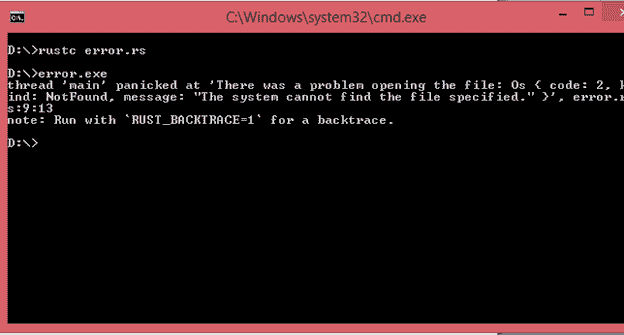 C:\Windows\system32\cmd.exe
D:\>rustc error.rs
D:\>error.exe
thread 'main' panicked at 'There was a problem opening the file: Os { code: 2,
ind: NotFound, message: "The system cannot find the file specified." }', error.r
s:9:13
note: Run with `RUST_BACKTRACE=1` for a backtrace.
D:\>